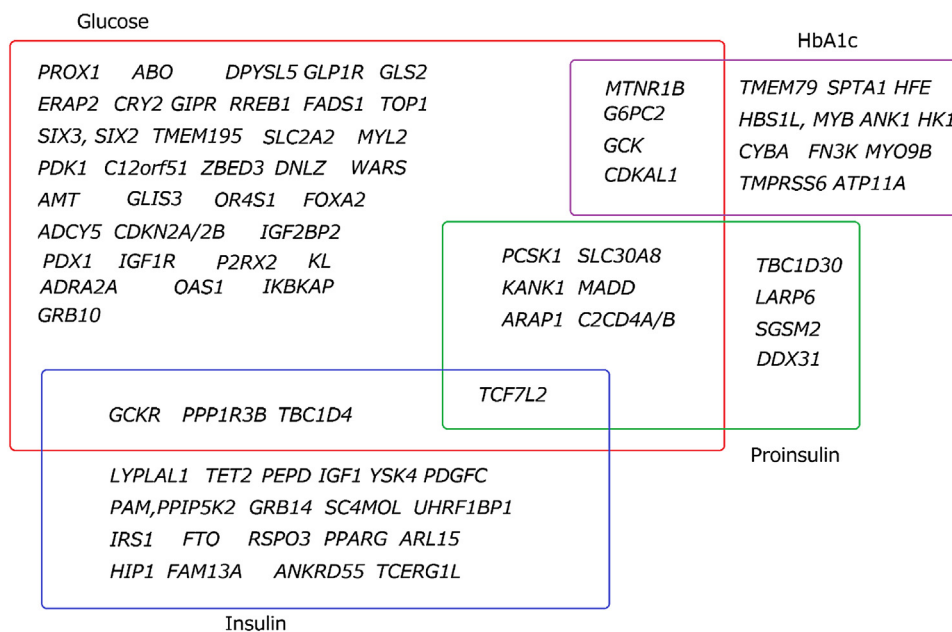 Glucose
HbA1c
PROX1 ABO DPYSL5 GLP1R GLS2
ERAP2 CRY2 GIPR RREB1 FADS1 TOP1
SIX3, SIX2 TMEM195 SLC2A2 MYL2
PDK1 C12orf51 ZBED3 DNLZ WARS
AMT GLIS3 OR4S1 FOXA2
ADCY5 CDKN2A/2B IGF2BP2
PDX1 IGF1R P2RX2 KL
ADRA2A OAS1 IKBKAP
GRB10
MTNR1B
G6PC2
GCK
CDKAL1
TMEM79 SPTA1 HFE
HBS1L, MYB ANK1 HK1
CYBA FN3K MYO9B
TMPRSS6 ATP11A
PCSK1 SLC30A8
KANK1 MADD
ARAP1 C2CD4A/B
TBC1D30
LARP6
SGSM2
DDX31
TCF7L2
GCKR PPP1R3B TBC1D4
Proinsulin
LYPLAL1 TET2 PEPD IGF1 YSK4 PDGFC
PAM,PPIP5K2 GRB14 SC4MOL UHRF1BP1
IRS1 FTO RSPO3 PPARG ARL15
HIP1 FAM13A ANKRD55 TCERG1L
Insulin